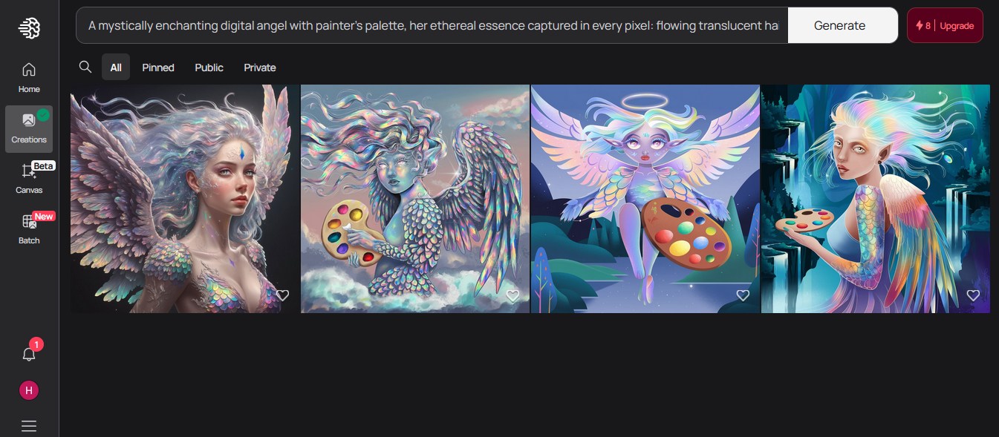 A mystically enchanting digital angel with painter's palette, her ethereal essence captured in every pixel: flowing translucent hai
Generate
8 | Upgrade
All
Pinned
Public
Private
Home
Creations
Beta
Canvas
New
Batch
1
H